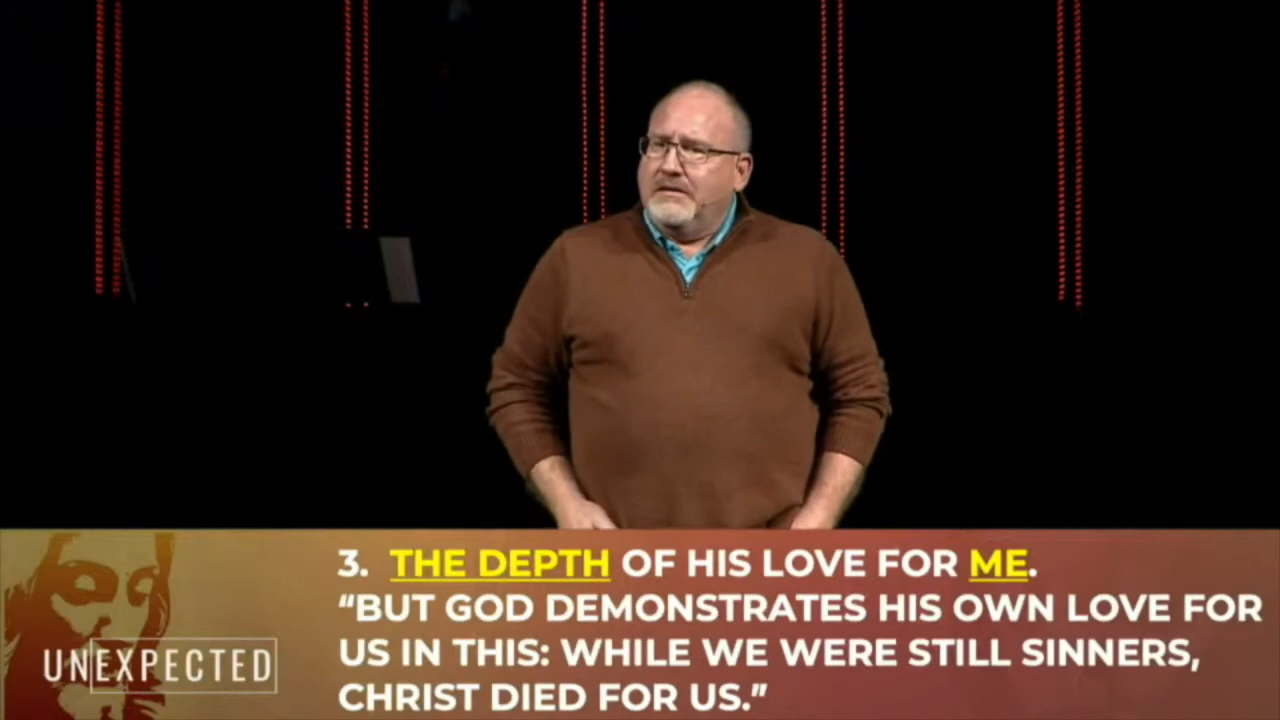 3. THE DEPTH OF HIS LOVE FOR ME.
“BUT GOD DEMONSTRATES HIS OWN LOVE FOR
US IN THIS: WHILE WE WERE STILL SINNERS,
CHRIST DIED FOR US.”
UNEXPECTED